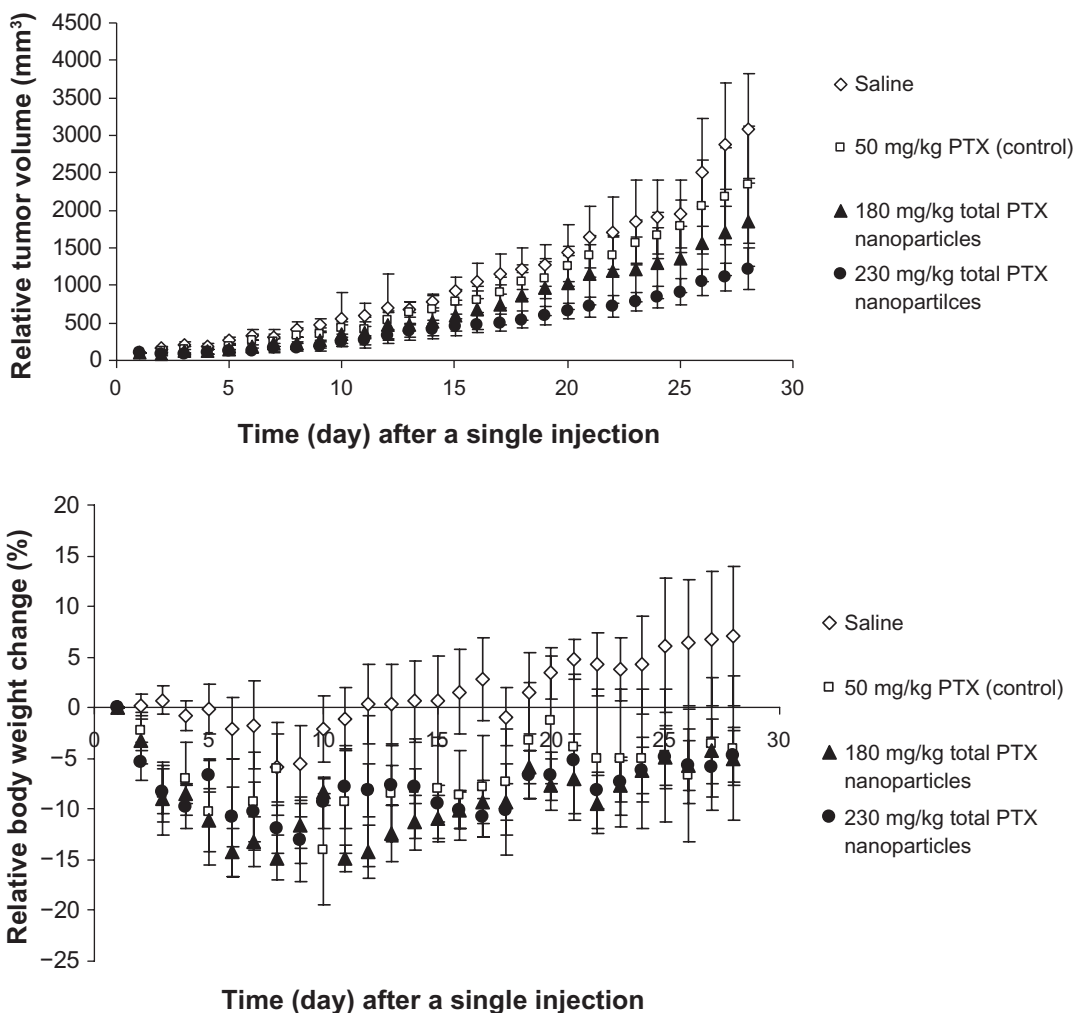 Relative tumor volume (mm³)
4500
4000
3500
3000
2500
2000
1500
1000
500
0
0
5
10
15
20
25
30
Time (day) after a single injection
Saline
50 mg/kg PTX (control)
180 mg/kg total PTX
nanoparticles
230 mg/kg total PTX
nanopartilces
Relative body weight change (%)
20
15
10
5
0
−5
−10
−15
−20
−25
0
5
10
15
20
25
30
Time (day) after a single injection
Saline
50 mg/kg PTX (control)
180 mg/kg total PTX
nanoparticles
230 mg/kg total PTX
nanoparticles